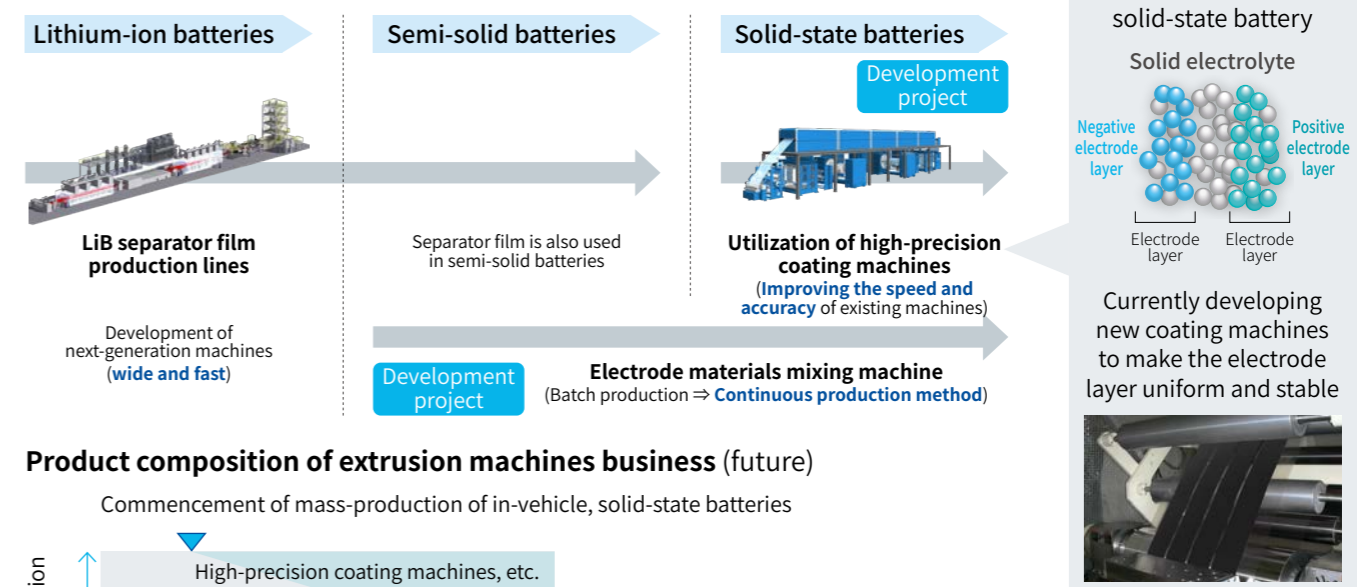 Lithium-ion batteries
Semi-solid batteries
Solid-state batteries
Development
project
LiB separator film
production lines
Separator film is also used
in semi-solid batteries
Utilization of high-precision
coating machines
(Improving the speed and
accuracy of existing machines)
Development of
next-generation machines
(wide and fast)
Development
project
Electrode materials mixing machine
(Batch production ⇒ Continuous production method)
solid-state battery
Solid electrolyte
Negative
electrode
layer
Positive
electrode
layer
Electrode
layer
Electrode
layer
Currently developing
new coating machines
to make the electrode
layer uniform and stable
Product composition of extrusion machines business (future)
Commencement of mass-production of in-vehicle, solid-state batteries
High-precision coating machines, etc.